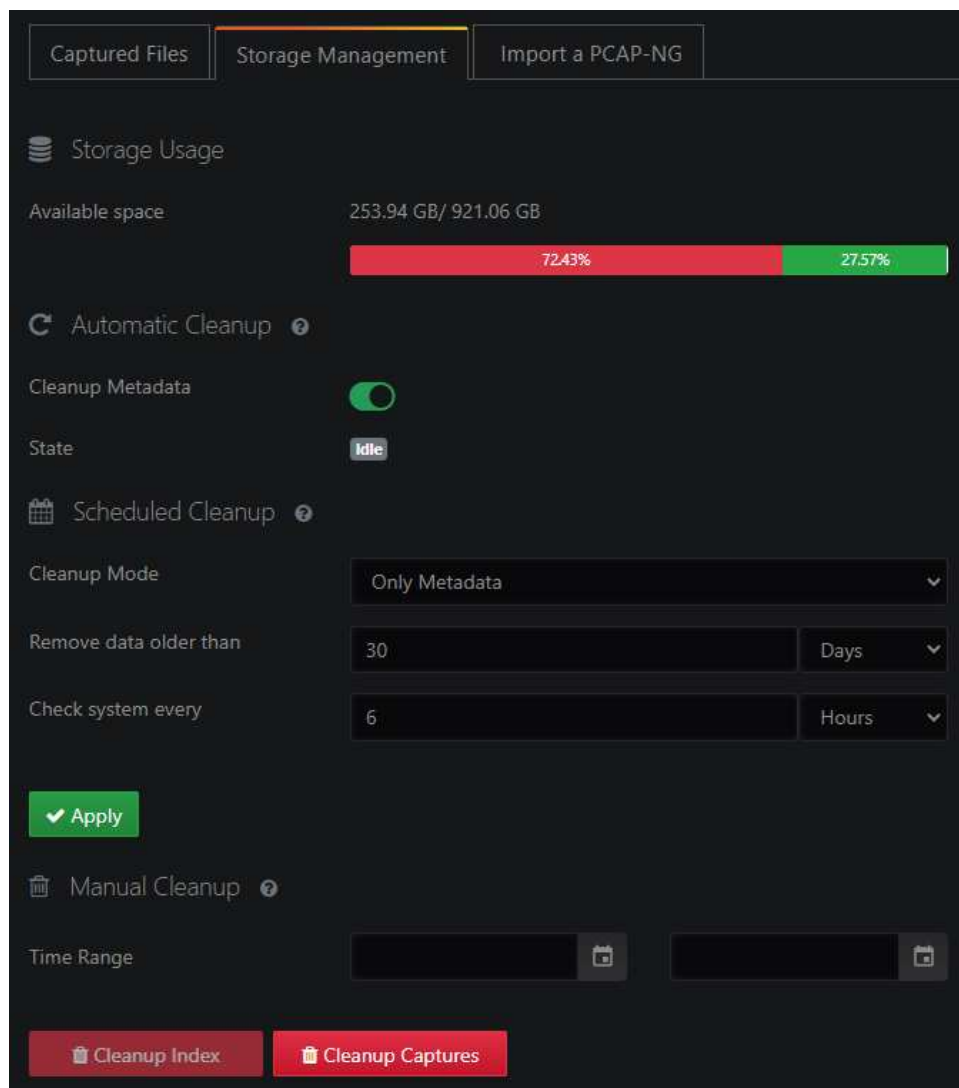 Captured Files Storage Management Import a PCAP-NG
Storage Usage
Available space 253.94 GB/ 921.06 GB
72.43% 27.57%
Automatic Cleanup
Cleanup Metadata
State Idle
Scheduled Cleanup
Cleanup Mode Only Metadata
Remove data older than 30 Days
Check system every 6 Hours
Apply
Manual Cleanup
Time Range
Cleanup Index Cleanup Captures